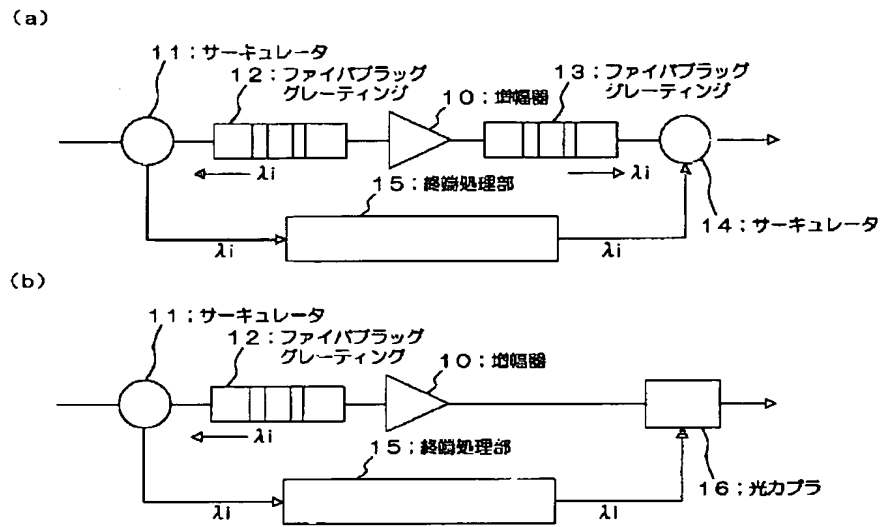 (a)
11：サーキュレータ
12：ファイバブラッグ
グレーティング
10：増幅器
13：ファイバブラッグ
グレーティング
λi
λi
15：終端処理部
14：サーキュレータ
λi
λi
(b)
11：サーキュレータ
12：ファイバブラッグ
グレーティング
10：増幅器
λi
15：終端処理部
16：光カプラ
λi
λi